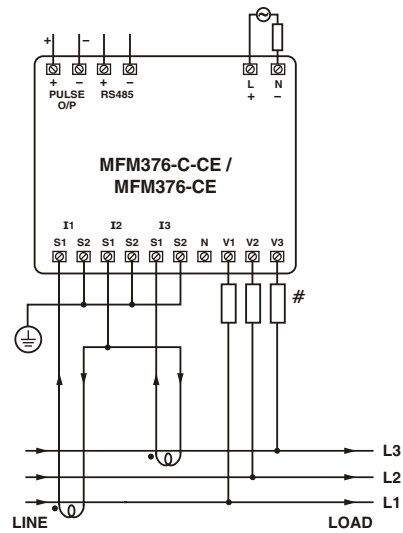 + −
L N
+ − + − + −
PULSE RS485
O/P
MFM376-C-CE /
MFM376-CE
I1 I2 I3
S1 S2 S1 S2 S1 S2 N V1 V2 V3
#
L3
L2
L1
LINE LOAD